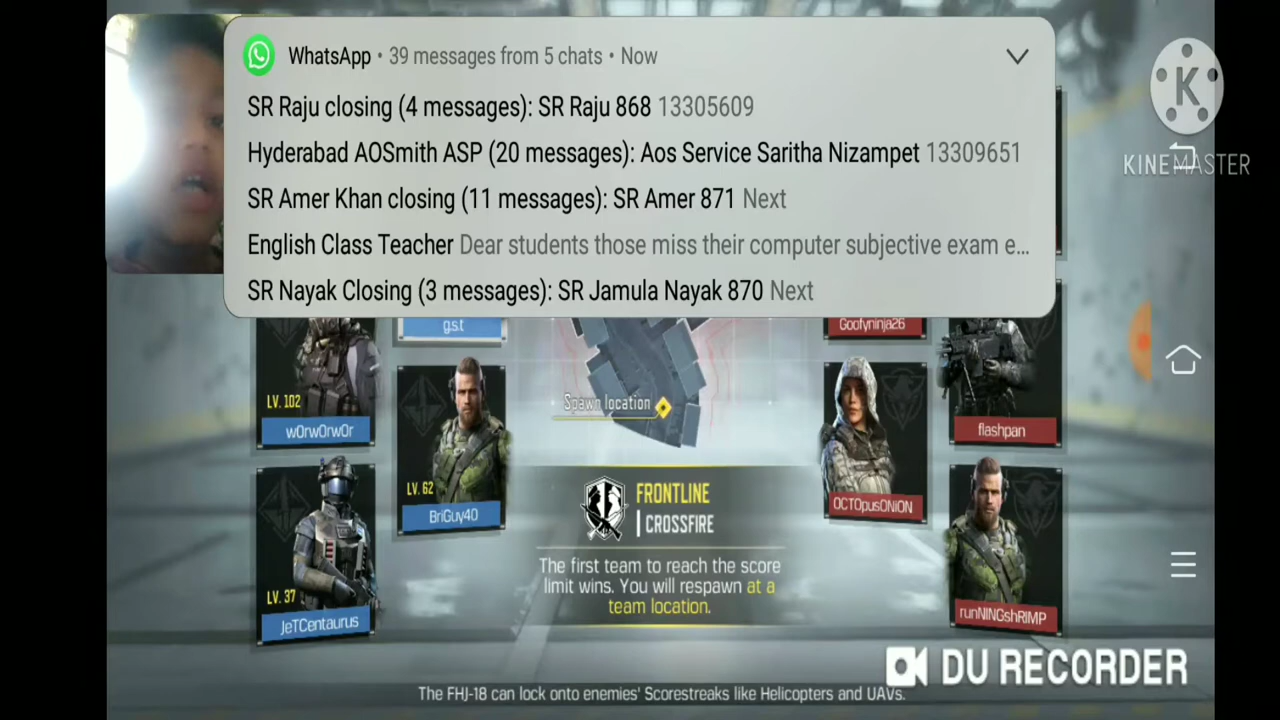 WhatsApp • 39 messages from 5 chats • Now
SR Raju closing (4 messages): SR Raju 868 13305609
Hyderabad AOSmith ASP (20 messages): Aos Service Saritha Nizampet 13309651
SR Amer Khan closing (11 messages): SR Amer 871 Next
English Class Teacher Dear students those miss their computer subjective exam e...
SR Nayak Closing (3 messages): SR Jamula Nayak 870 Next
K
KINEMASTER
g.s.t
Goofyninja26
LV. 102
w0rw0rw0r
Spawn location
flashpan
LV. 62
BriGuy40
OCTOpusONION
FRONTLINE
CROSSFIRE
The first team to reach the score
limit wins. You will respawn at a
team location.
LV. 37
JeTCentaurus
runNINGshRIMP
DU RECORDER
The FHJ-18 can lock onto enemies' Scorestreaks like Helicopters and UAVs.